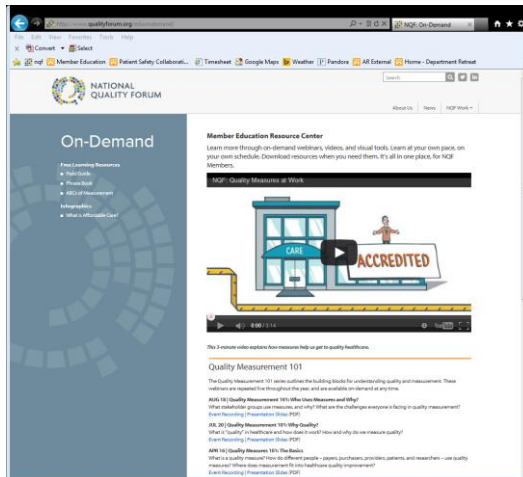 http://www.qualityforum.org/
NQF: On-Demand
File Edit View Favorites Tools Help
x Convert Select
nqf Member Education Patient Safety Collaborati... Timesheet Google Maps Weather Pandora AR External Home - Department Retreat
NATIONAL
QUALITY FORUM
Search
in
About Us News NQF Work
On-Demand
Free Learning Resources
Field Guide
Phrase Book
ABCs of Measurement
Infographics
What is Affordable Care?
Member Education Resource Center
Learn more through on-demand webinars, videos, and visual tools. Learn at your own pace, on
your own schedule. Download resources when you need them. It's all in one place, for NQF
Members.
NQF: Quality Measures at Work
CARE
ACCREDITED
0:00 / 3:14
YouTube
This 3-minute video explains how measures help us get to quality healthcare.
Quality Measurement 101
The Quality Measurement 101 series outlines the building blocks for understanding quality and measurement. These
webinars are repeated live throughout the year, and are available on-demand at any time.
AUG 18 | Quality Measurement 101: Who Uses Measures and Why?
What stakeholder groups use measures, and why? What are the challenges everyone is facing in quality measurement?
Event Recording | Presentation Slides (PDF)
JUL 20 | Quality Measurement 101: Why Quality?
What is "quality" in healthcare and how does it work? How and why do we measure quality?
Event Recording | Presentation Slides (PDF)
APR 16 | Quality Measures 101: The Basics
What is a quality measure? How do different people – payers, purchasers, providers, patients, and researchers – use quality
measures? Where does measurement fit into healthcare quality improvement?
Event Recording | Presentation Slides (PDF)